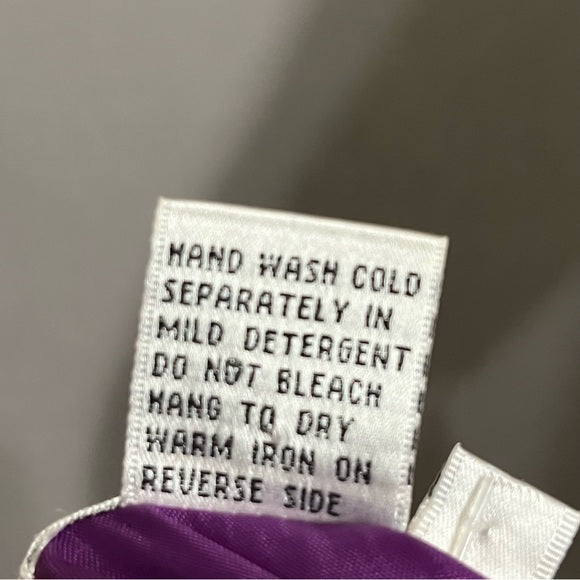 HAND WASH COLD
SEPARATELY IN
MILD DETERGENT
DO NOT BLEACH
HANG TO DRY
WARM IRON ON
REVERSE SIDE